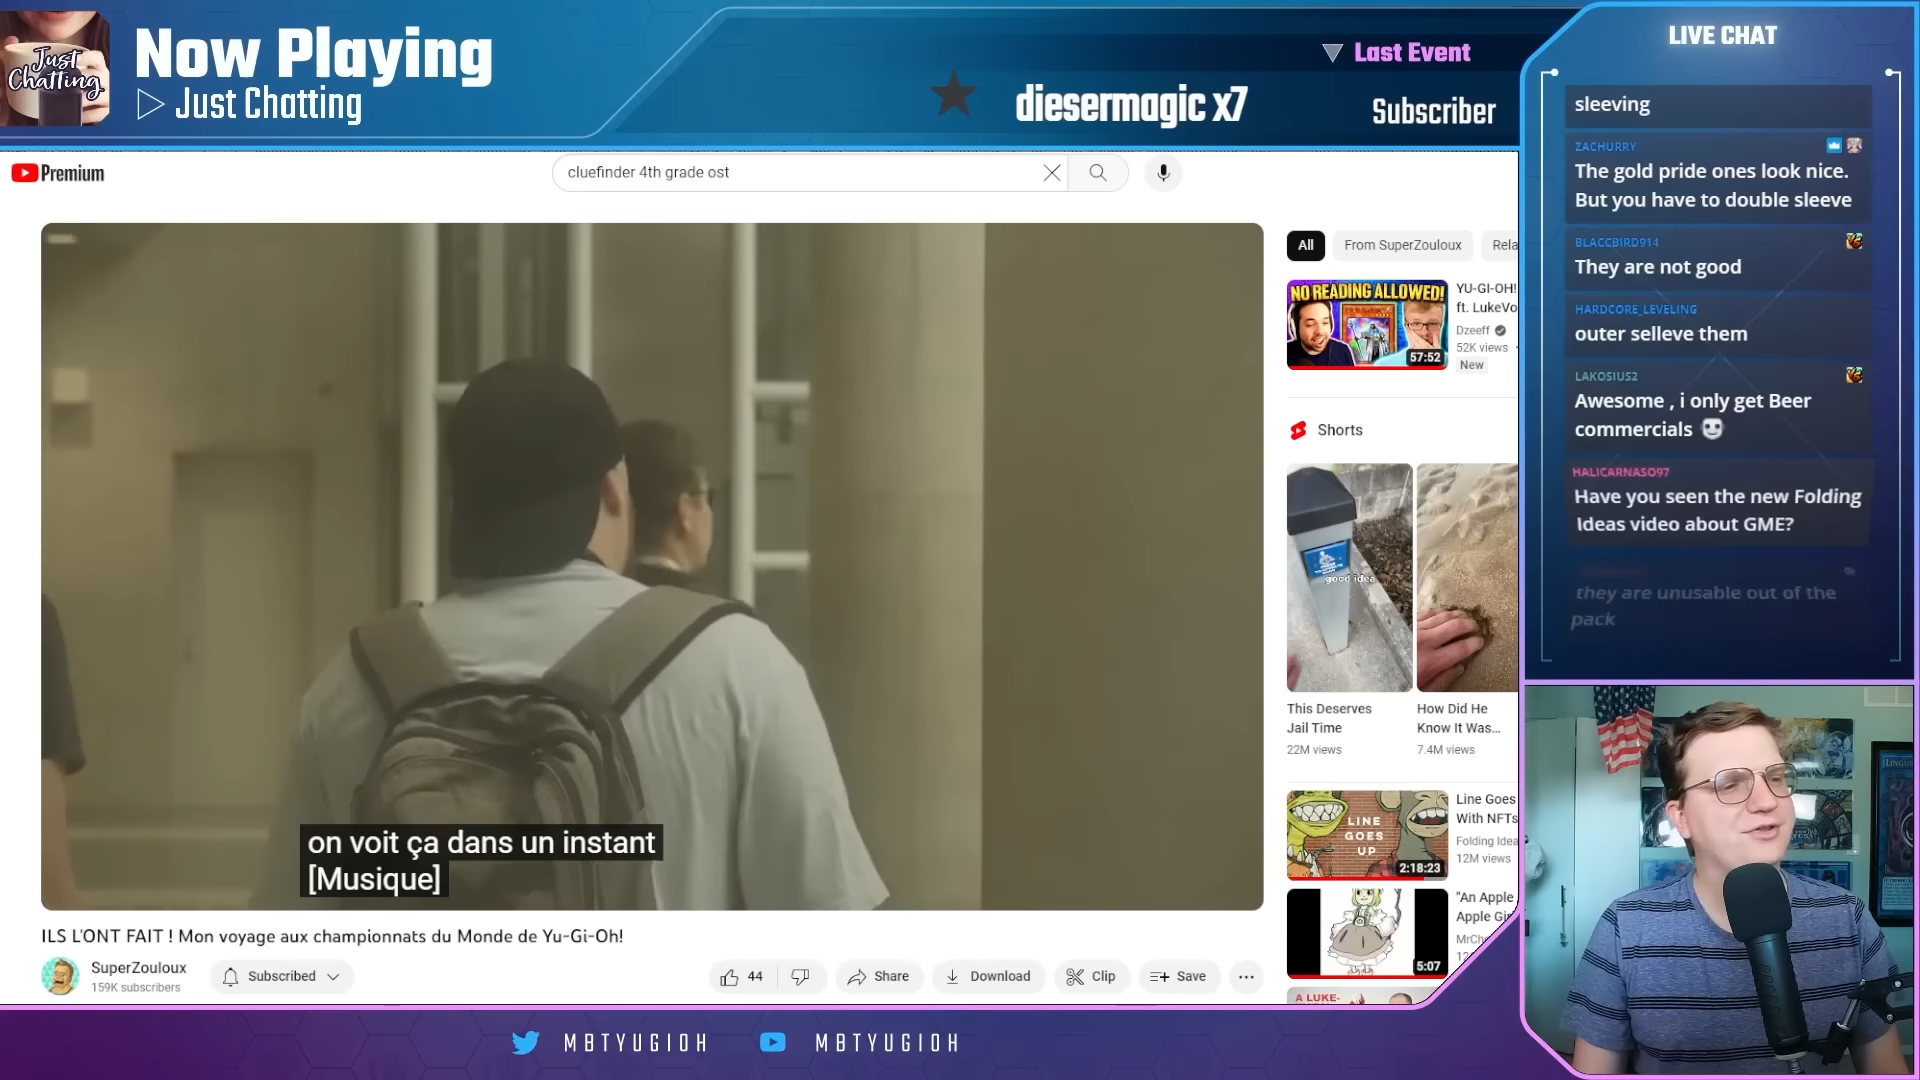 Just
Chatting
Now Playing
Just Chatting
Last Event
diesermagic x7
Subscriber
LIVE CHAT
sleeving
ZACHURRY
The gold pride ones look nice.
But you have to double sleeve
BLACCBIRD914
They are not good
HARDCORE_LEVELING
outer selleve them
LAKOSIUS2
Awesome , i only get Beer
commercials
HALICARNASO97
Have you seen the new Folding
Ideas video about GME?
they are unusable out of the
pack
Premium
cluefinder 4th grade ost
on voit ça dans un instant
[Musique]
ILS L'ONT FAIT ! Mon voyage aux championnats du Monde de Yu-Gi-Oh!
SuperZouloux
159K subscribers
Subscribed
44
Share
Download
Clip
Save
All
From SuperZouloux
Rela
NO READING ALLOWED!
57:52
YU-GI-OH!
ft. LukeVo
Dzeeff
52K views
New
Shorts
good idea
This Deserves
Jail Time
22M views
How Did He
Know It Was...
7.4M views
LINE
GOES
UP
2:18:23
Line Goes
With NFTs
Folding Idea
12M views
5:07
"An Apple
Apple Gi
MrCh
A LUKE-
MBTYUGIOH
MBTYUGIOH